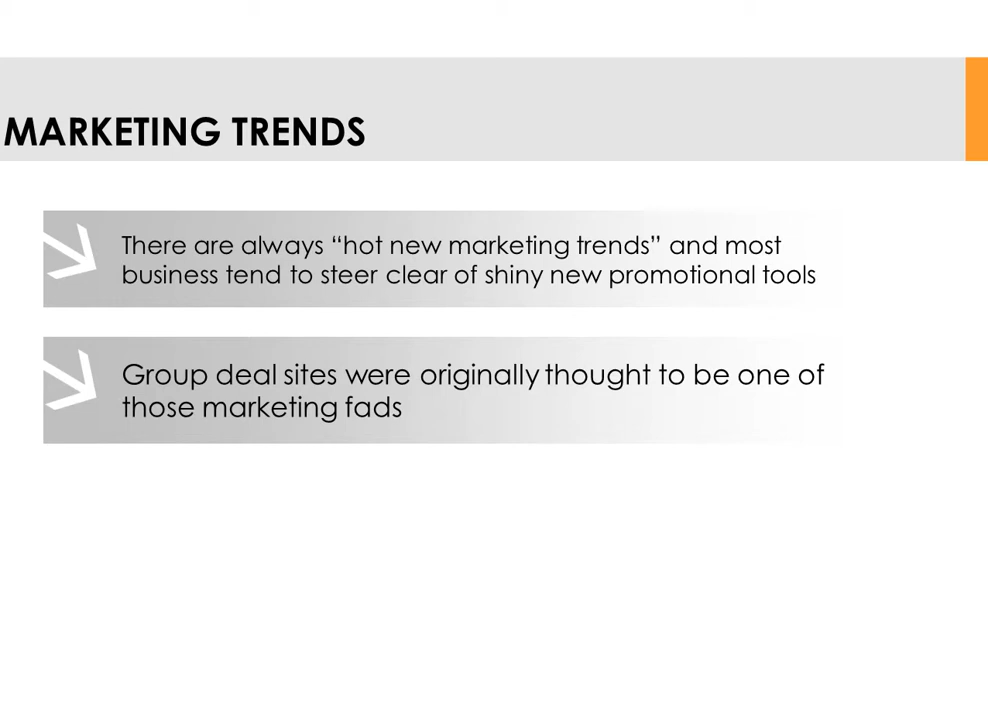 MARKETING TRENDS
There are always “hot new marketing trends” and most
business tend to steer clear of shiny new promotional tools
Group deal sites were originally thought to be one of
those marketing fads